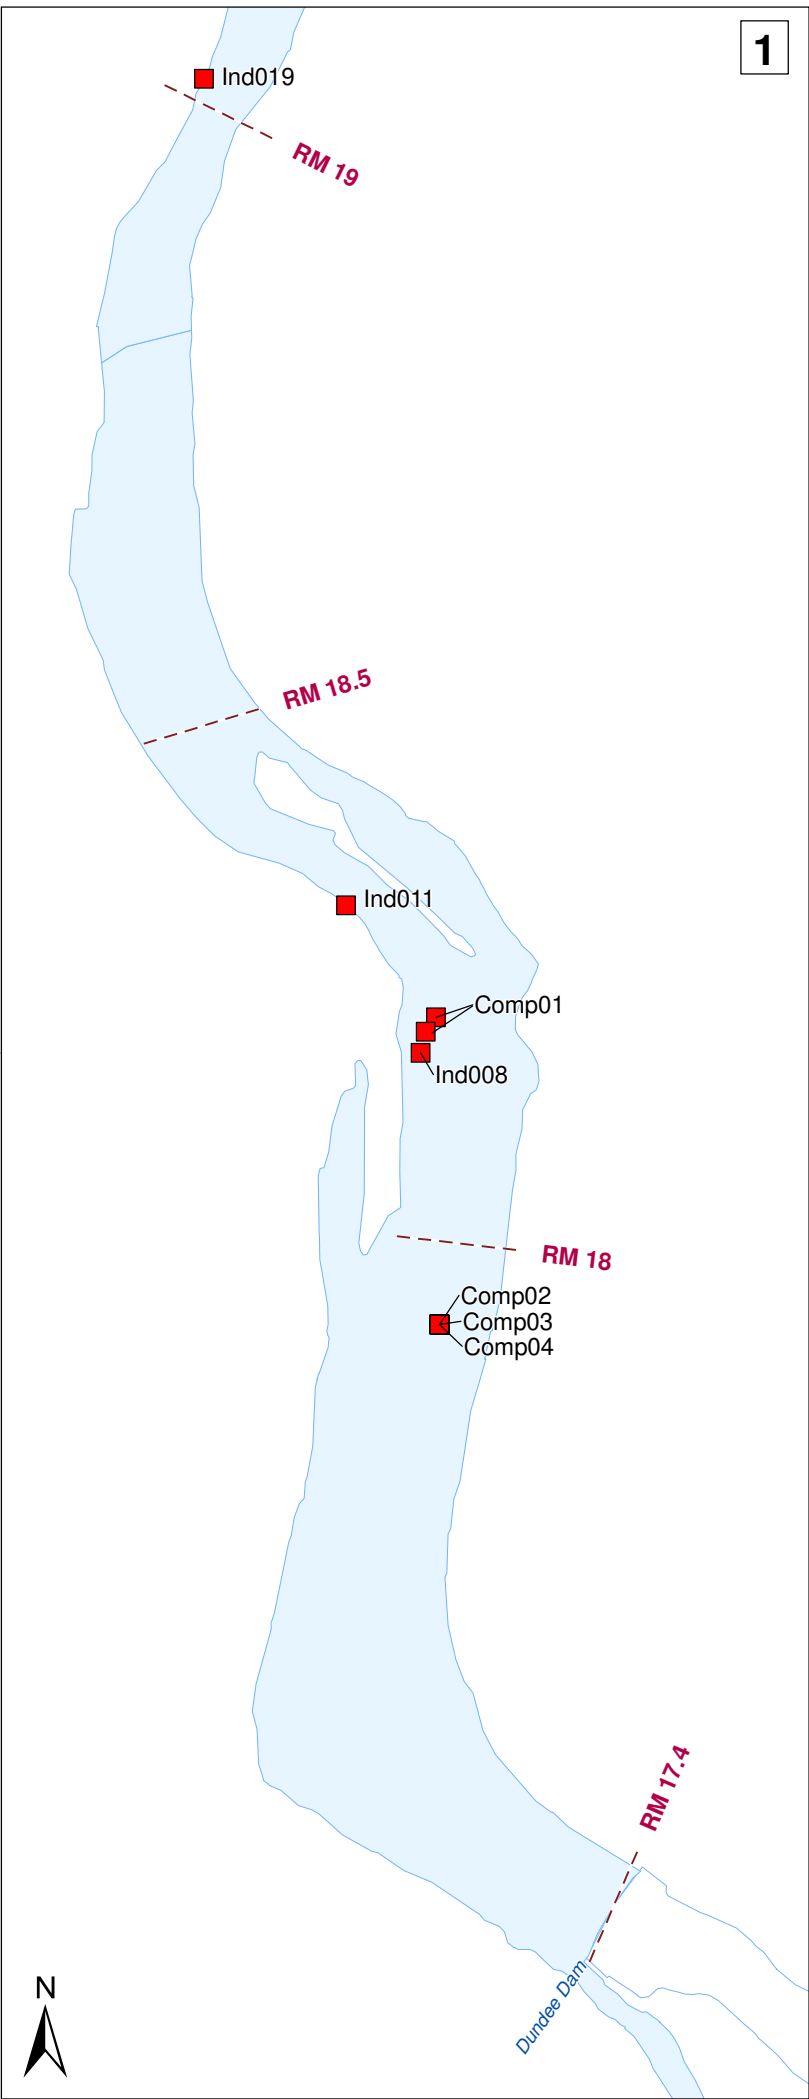 1
Ind019
RM 19
RM 18.5
Ind011
Comp01
Ind008
RM 18
Comp02
Comp03
Comp04
RM 17.4
Dundee Dam
N